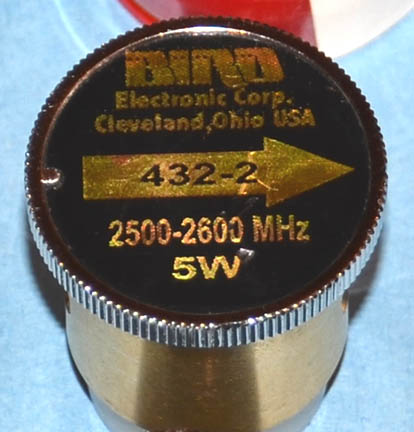 BIRD
Electronic Corp.
Cleveland,Ohio USA
432-2
2500-2600 MHz
5W